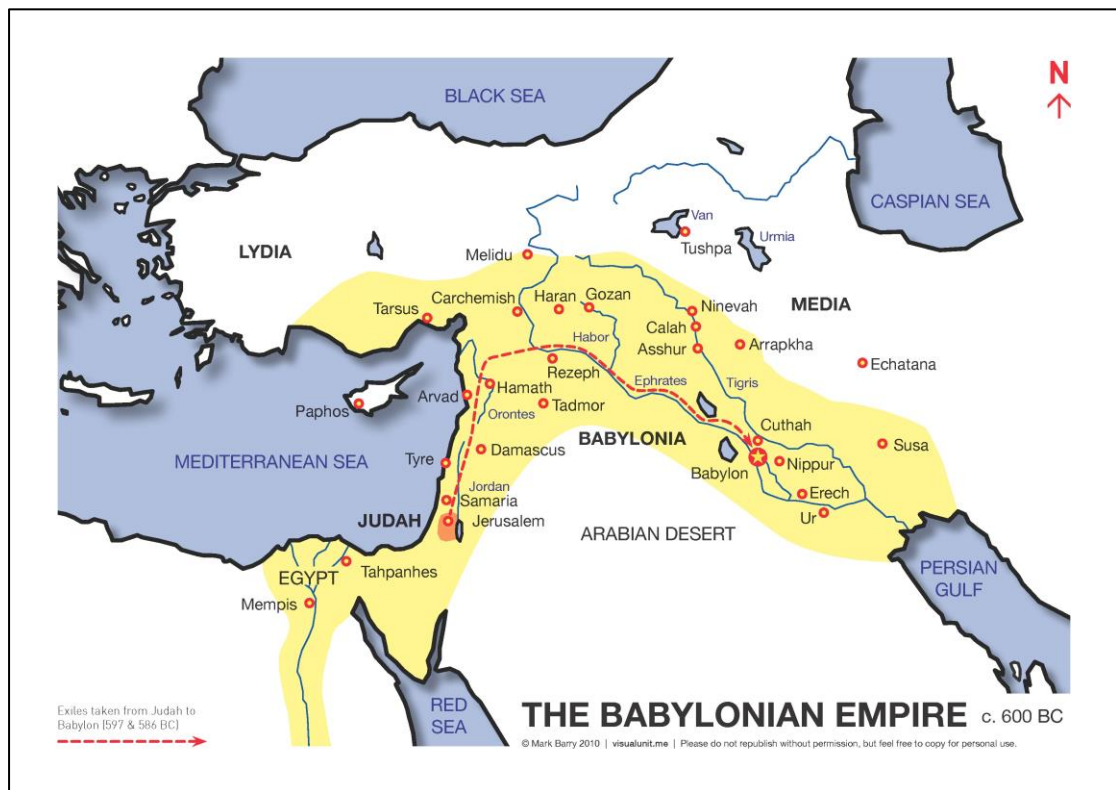 N
BLACK SEA
CASPIAN SEA
Van
Urmia
Tushpa
LYDIA
Melidu
MEDIA
Tarsus
Carchemish
Haran
Gozan
Ninevah
Calah
Asshur
Arrapkha
Habor
Echatana
Rezeph
Ephrates
Tigris
Hamath
Arvad
Paphos
Orontes
Tadmor
Cuthah
BABYLONIA
Susa
MEDITERRANEAN SEA
Tyre
Damascus
Babylon
Nippur
Jordan
Samaria
Erech
JUDAH
Jerusalem
Ur
ARABIAN DESERT
EGYPT
Tahpanhes
PERSIAN
GULF
Mempis
RED
SEA
Exiles taken from Judah to
Babylon (597 & 586 BC)
THE BABYLONIAN EMPIRE c. 600 BC
© Mark Barry 2010 | visualunit.me | Please do not republish without permission, but feel free to copy for personal use.